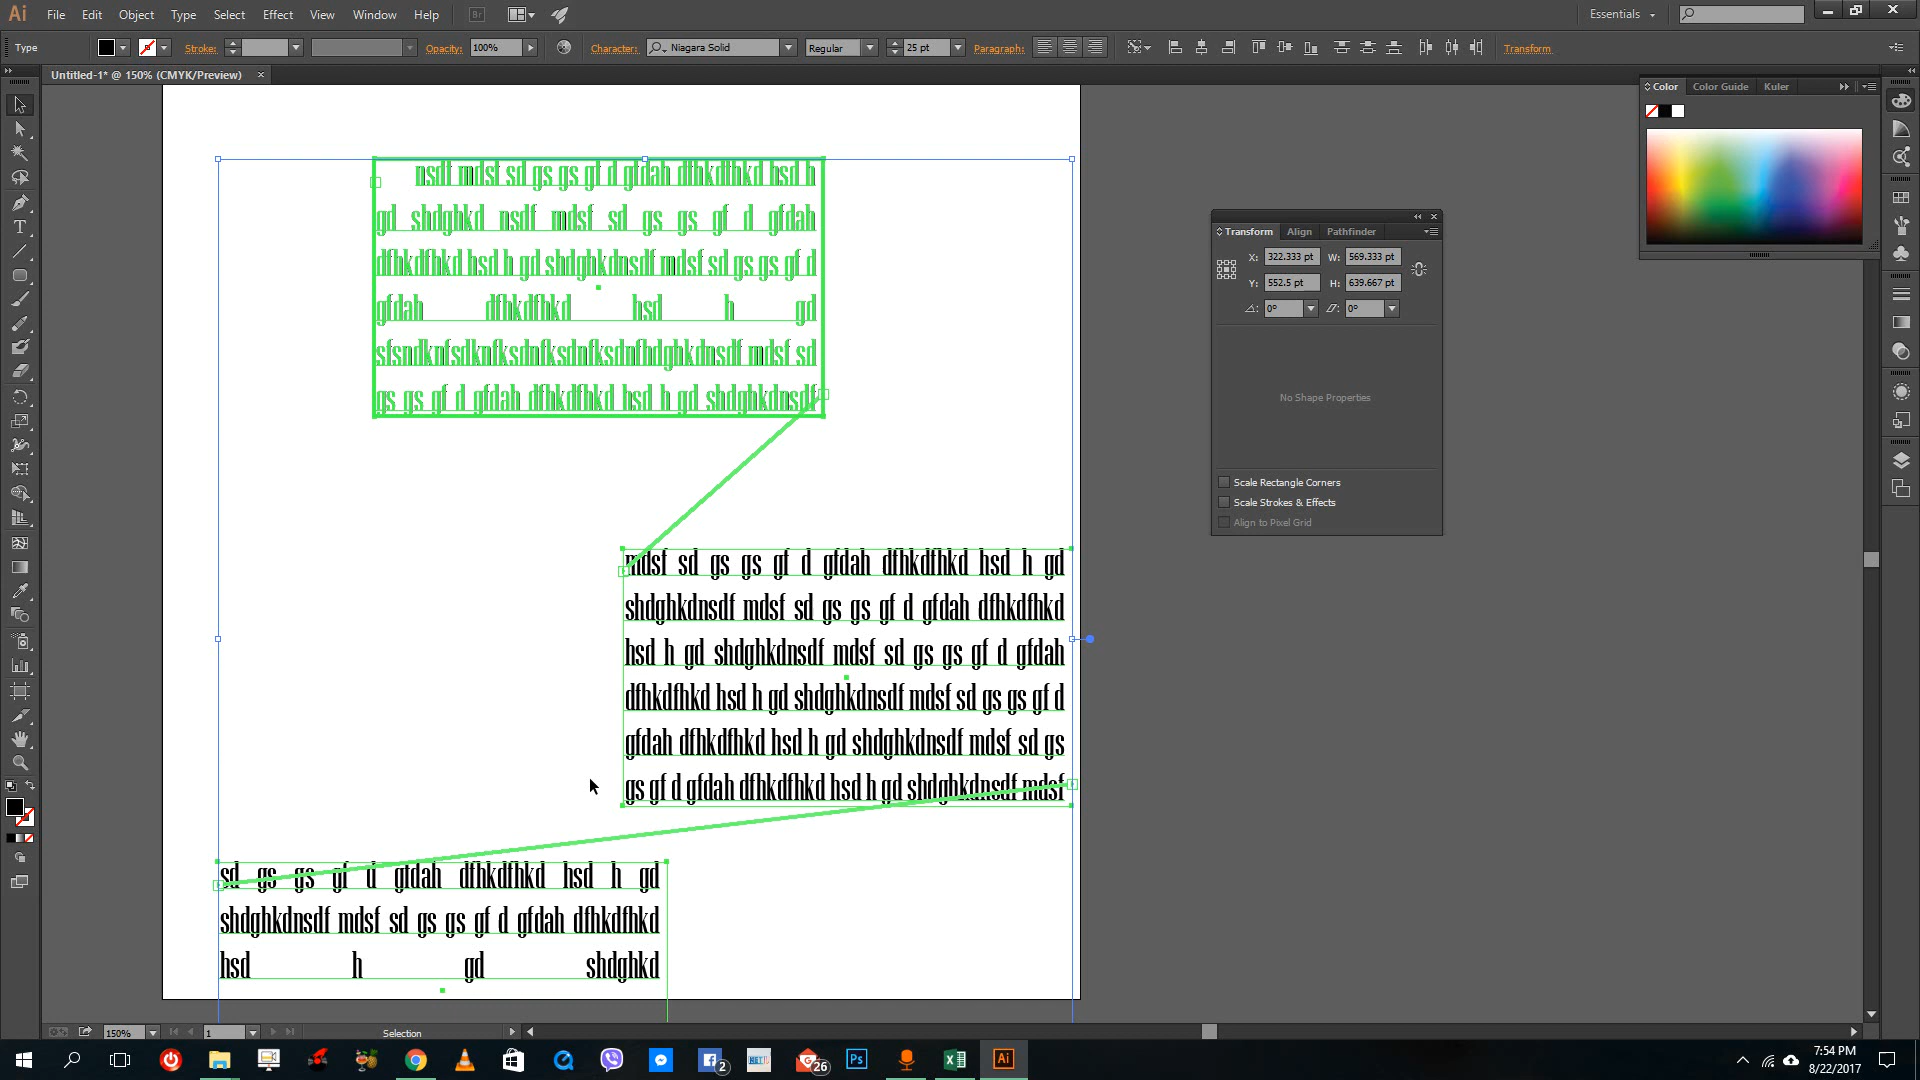 Ai File Edit Object Type Select Effect View Window Help Br Essentials
Type Stroke: Opacity: 100% Character: Niagara Solid Regular 25 pt Paragraph: Transform
Untitled-1* @ 150% (CMYK/Preview)
Color Color Guide Kuler
nsdf mdsf sd gs gs gf d gfdah dfhkdfhkd hsd h
gd shdghkd nsdf mdsf sd gs gs gf d gfdah
dfhkdfhkd hsd h gd shdghkdnsdf mdsf sd gs gs gf d
gfdah dfhkdfhkd hsd h gd
sfsndknfsdknfksdnfksdnfksdnfhdghkdnsdf mdsf sd
gs gs gf d gfdah dfhkdfhkd hsd h gd shdghkdnsdf
Transform Align Pathfinder
X: 322.333 pt W: 569.333 pt
Y: 552.5 pt H: 639.667 pt
0° 0°
No Shape Properties
Scale Rectangle Corners
Scale Strokes & Effects
Align to Pixel Grid
mdsf sd gs gs gf d gfdah dfhkdfhkd hsd h gd
shdghkdnsdf mdsf sd gs gs gf d gfdah dfhkdfhkd
hsd h gd shdghkdnsdf mdsf sd gs gs gf d gfdah
dfhkdfhkd hsd h gd shdghkdnsdf mdsf sd gs gs gf d
gfdah dfhkdfhkd hsd h gd shdghkdnsdf mdsf sd gs
gs gf d gfdah dfhkdfhkd hsd h gd shdghkdnsdf mdsf
sd gs gs gf d gfdah dfhkdfhkd hsd h gd
shdghkdnsdf mdsf sd gs gs gf d gfdah dfhkdfhkd
hsd h gd shdghkd
150% 1 Selection
2 26 Ps Ai
7:54 PM
8/22/2017